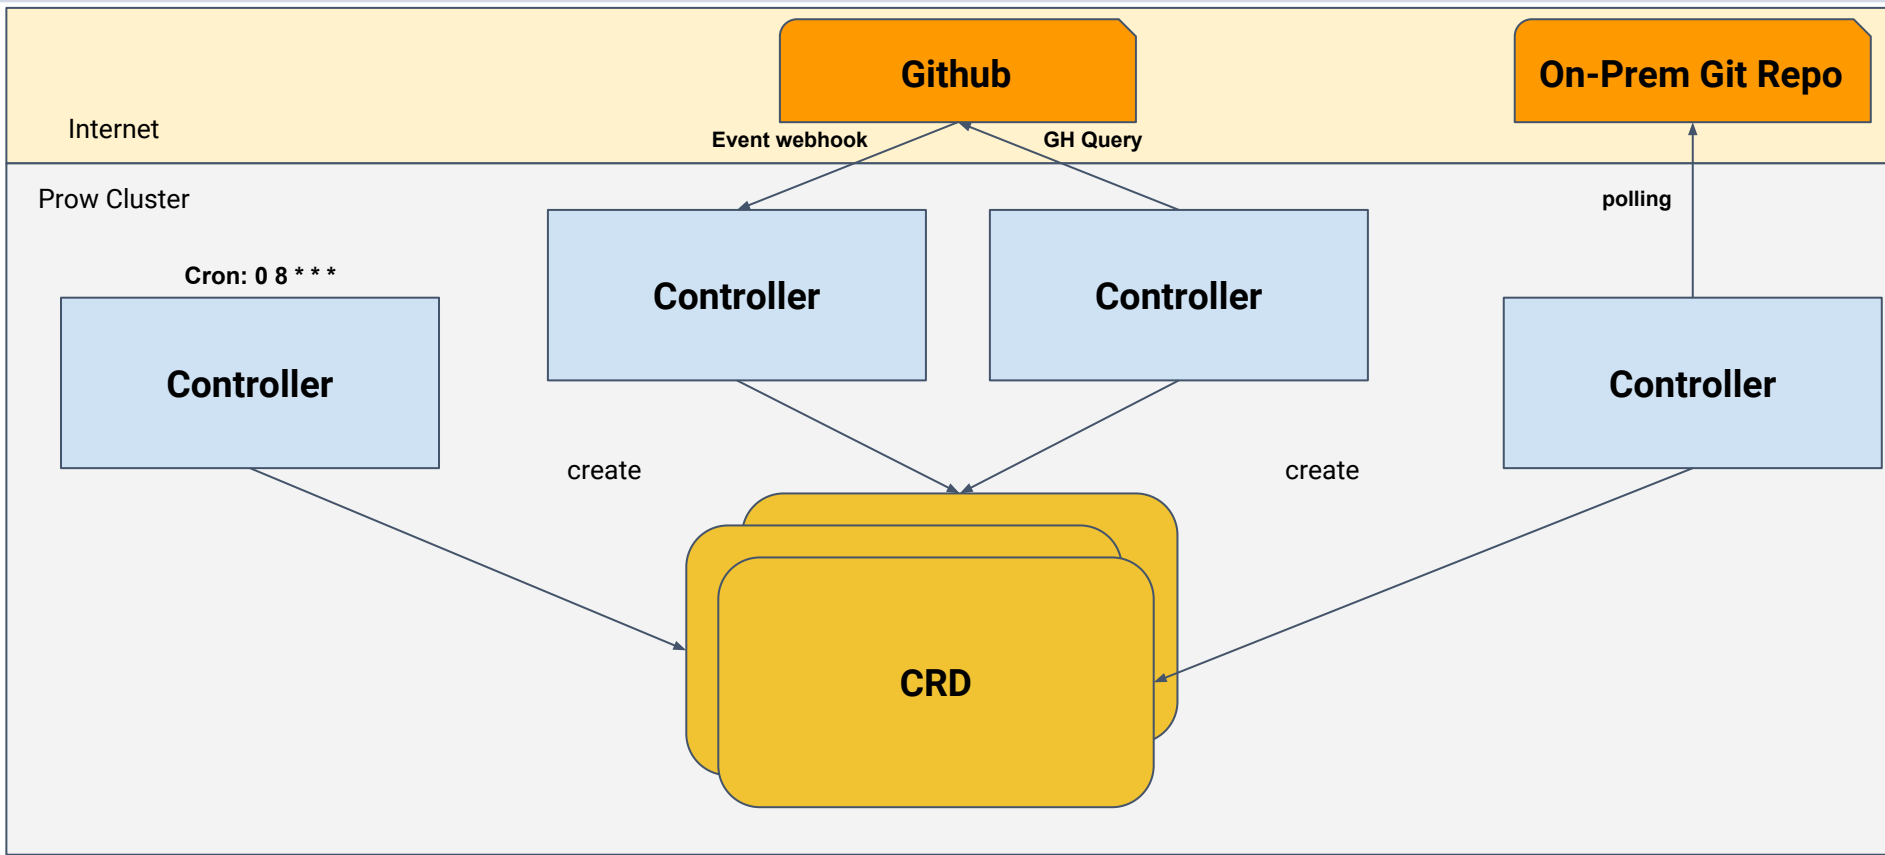 Github
On-Prem Git Repo
Internet
Event webhook
GH Query
Prow Cluster
polling
Cron: 0 8 * * *
Controller
Controller
Controller
Controller
create
create
CRD